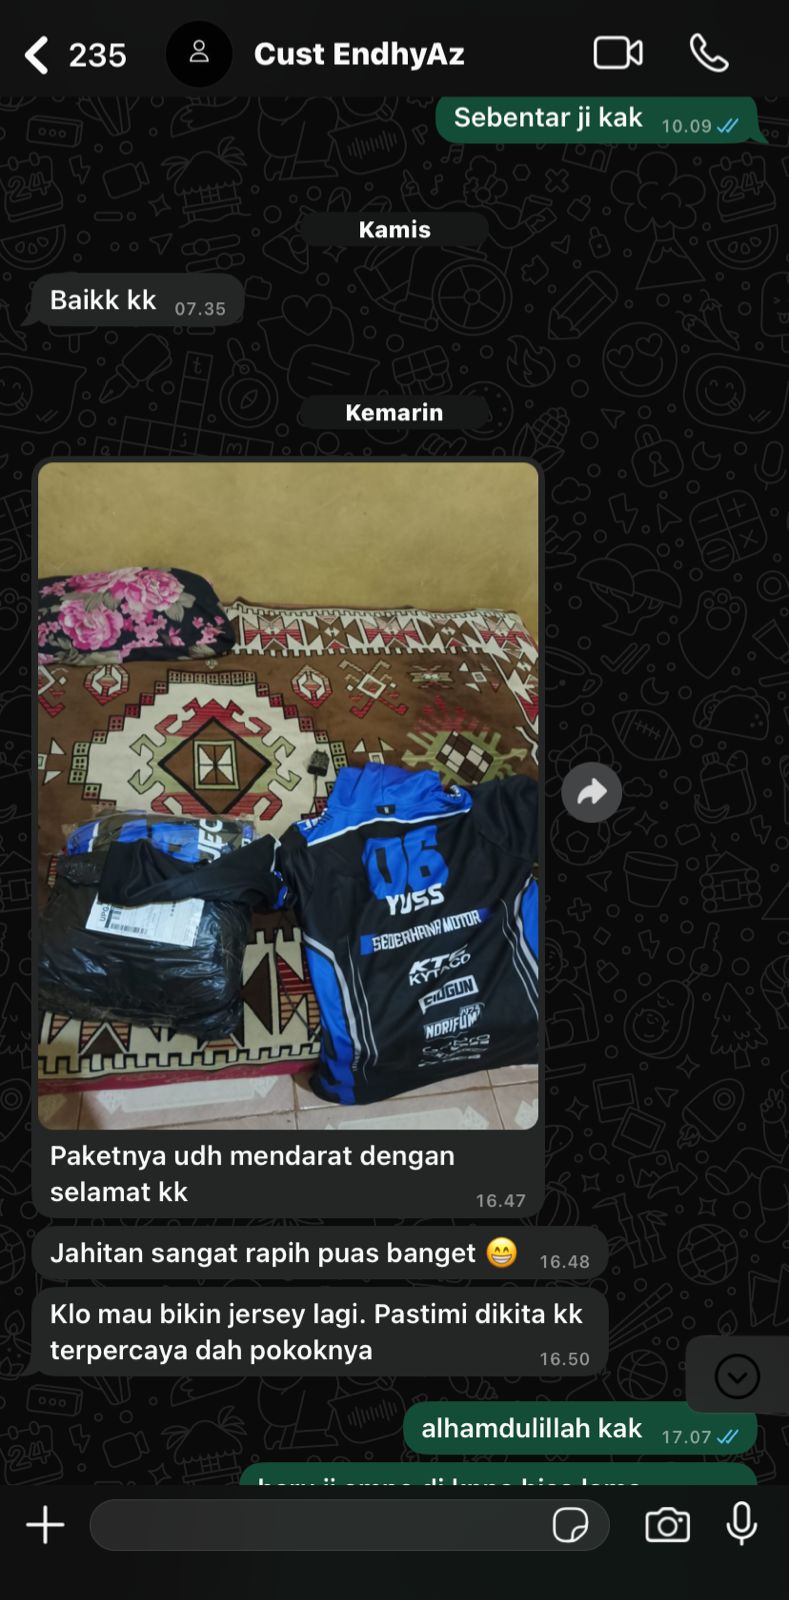 235
Cust EndhyAz
Sebentar ji kak 10.09
Kamis
Baikk kk 07.35
Kemarin
06
YUSS
SEDERHANA MOTOR
KYTACO
NORIFUM
Paketnya udh mendarat dengan
selamat kk 16.47
Jahitan sangat rapih puas banget 😁 16.48
Klo mau bikin jersey lagi. Pastimi dikita kk
terpercaya dah pokoknya 16.50
alhamdulillah kak 17.07